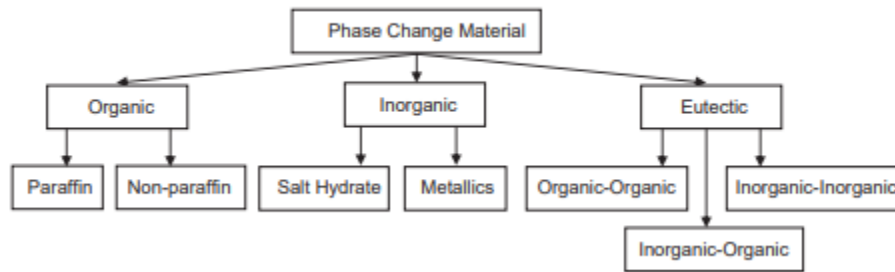 Phase Change Material
Organic
Inorganic
Eutectic
Paraffin
Non-paraffin
Salt Hydrate
Metallics
Organic-Organic
Inorganic-Inorganic
Inorganic-Organic